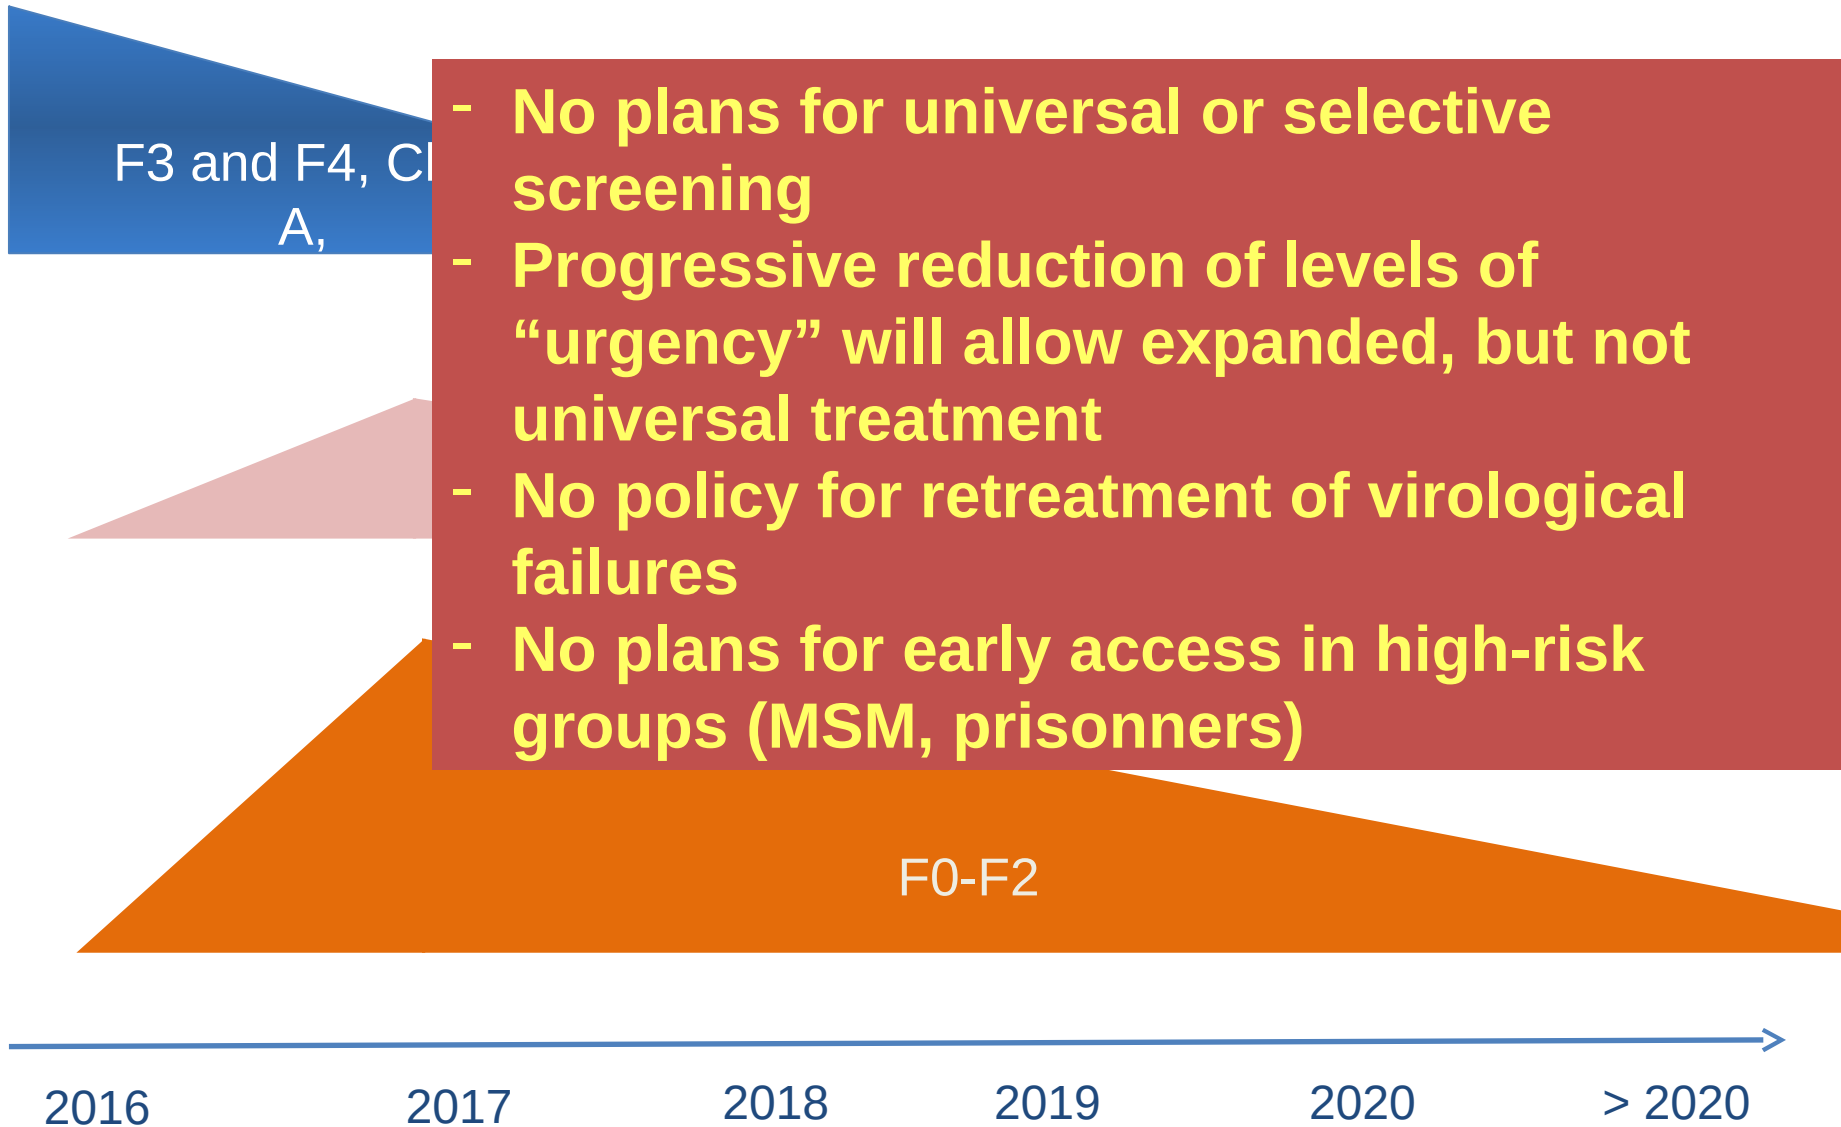 F3 and F4, Cl
A,
- No plans for universal or selective
screening
- Progressive reduction of levels of
“urgency” will allow expanded, but not
universal treatment
- No policy for retreatment of virological
failures
- No plans for early access in high-risk
groups (MSM, prisonners)
F0-F2
2016 2017 2018 2019 2020 > 2020